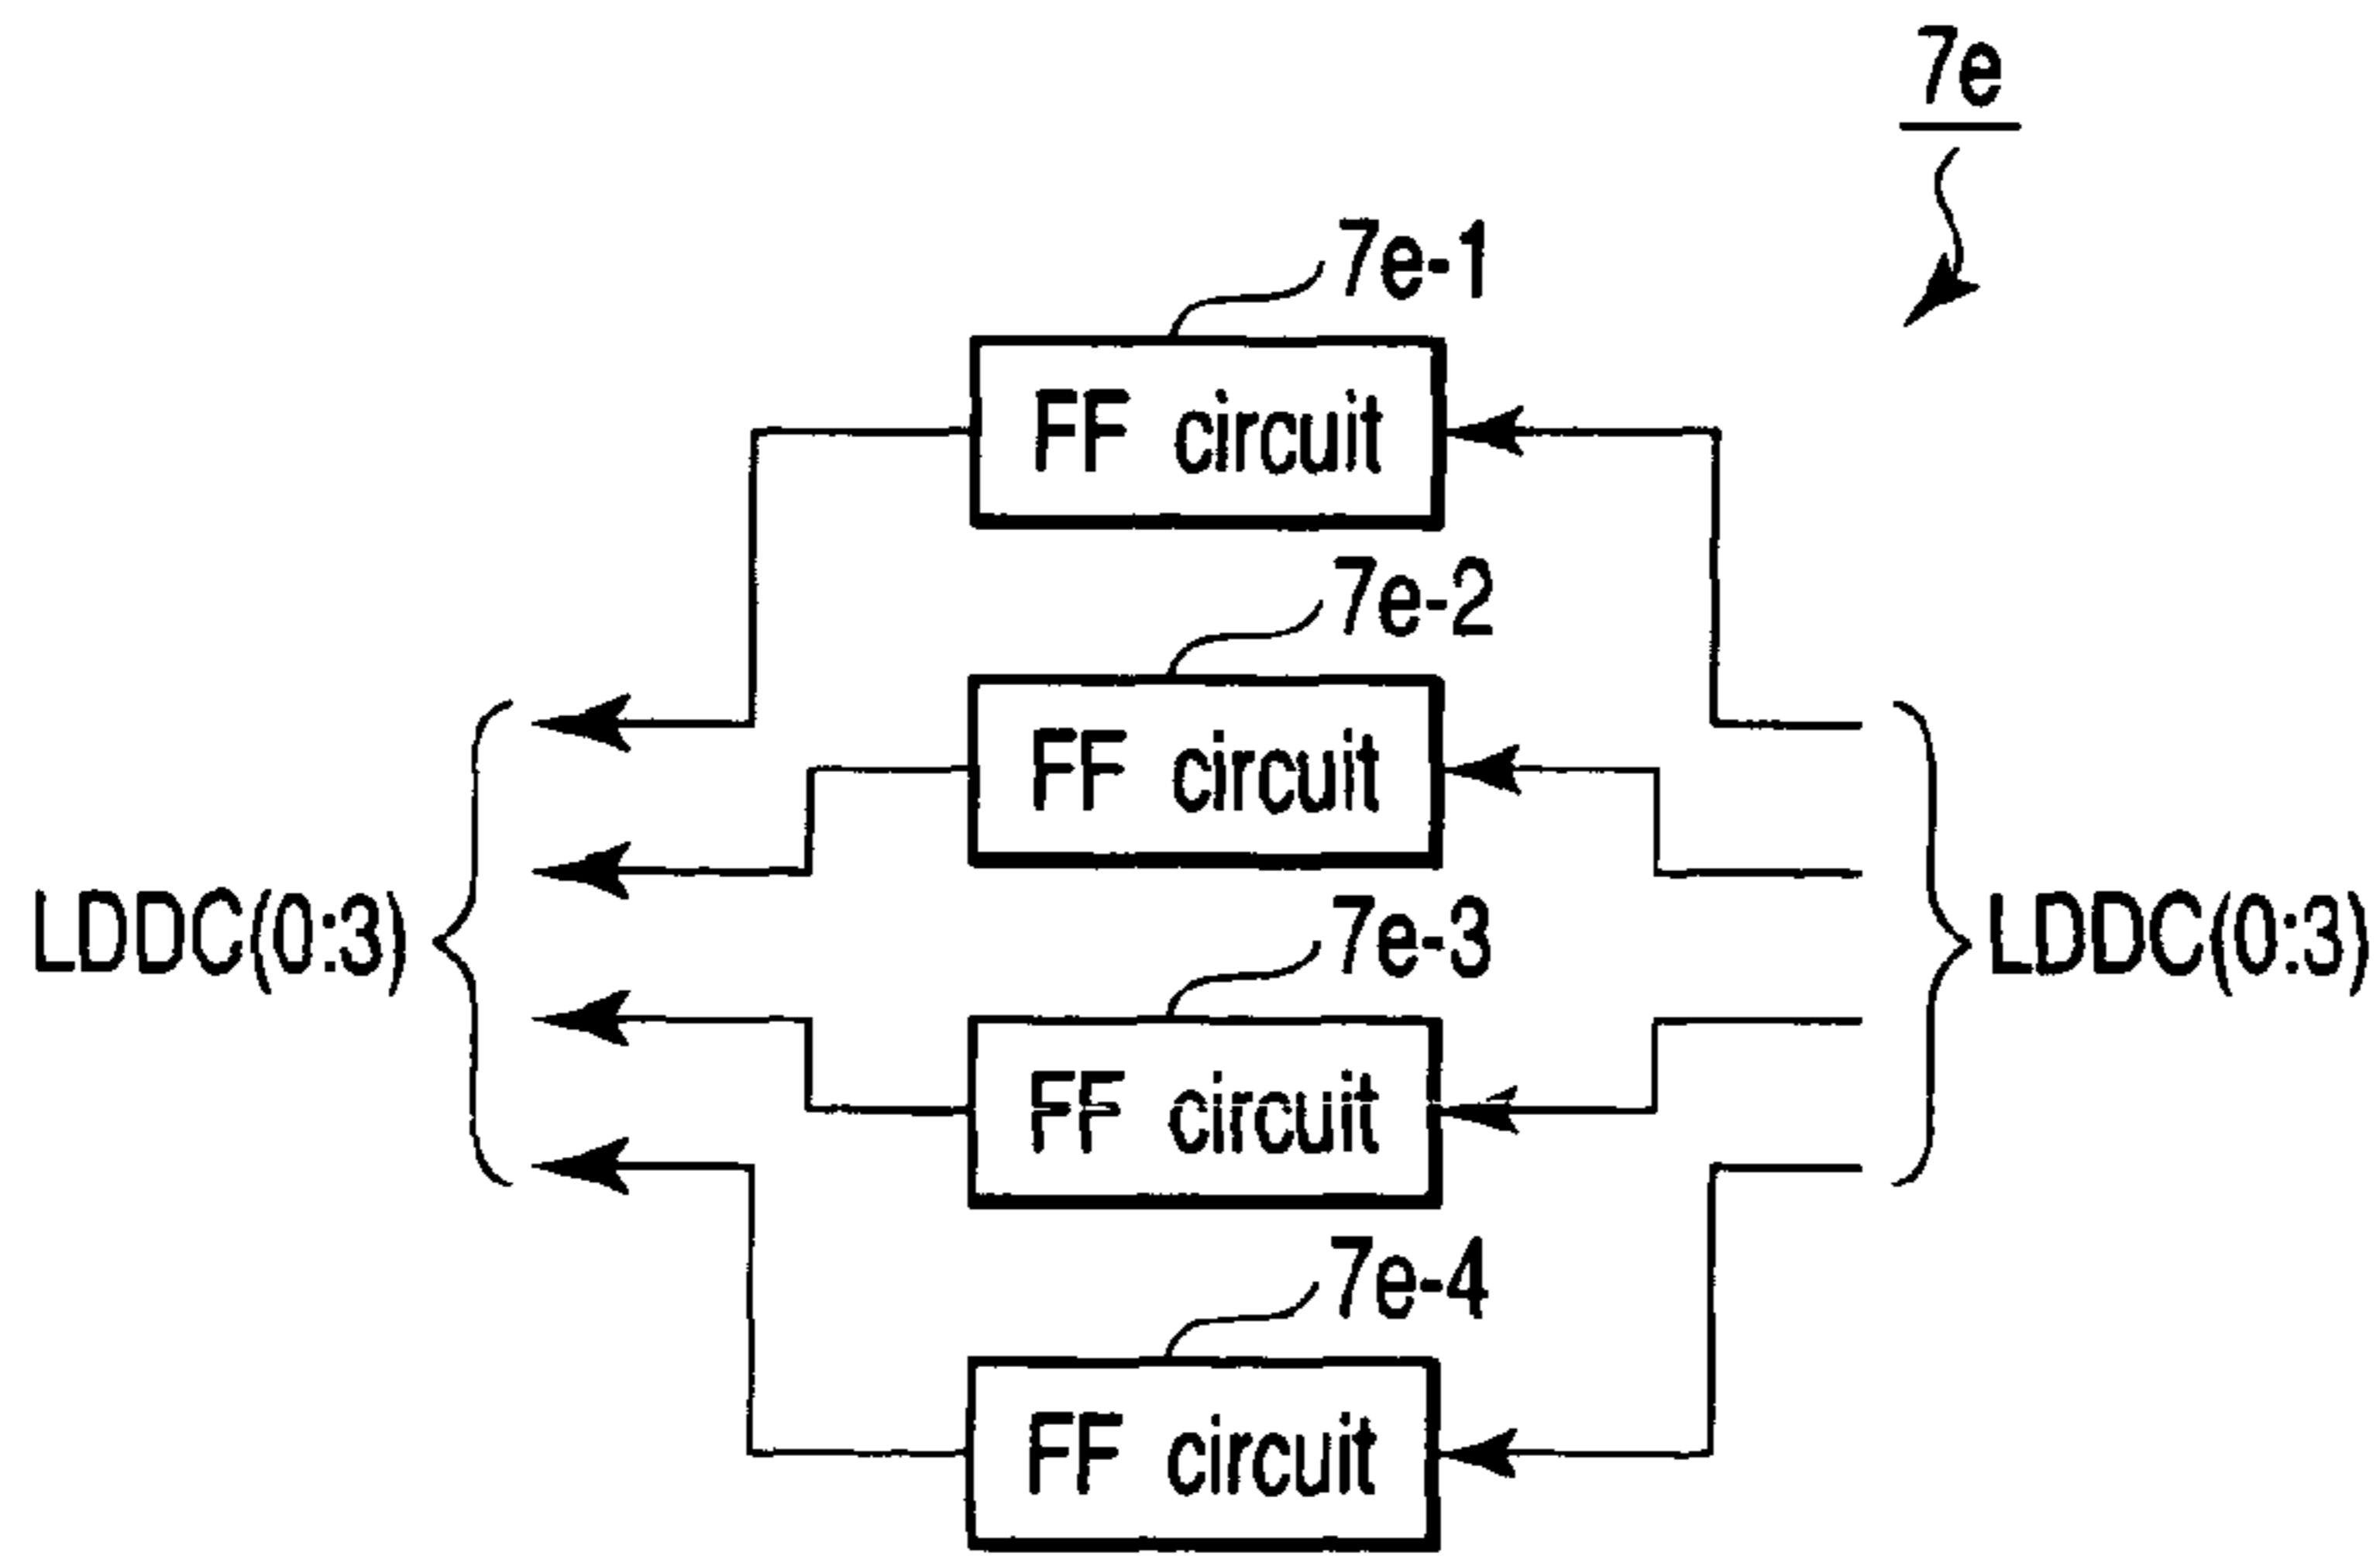 7e
7e-1
FF circuit
7e-2
FF circuit
LDDC(0:3)
LDDC(0:3)
7e-3
FF circuit
7e-4
FF circuit